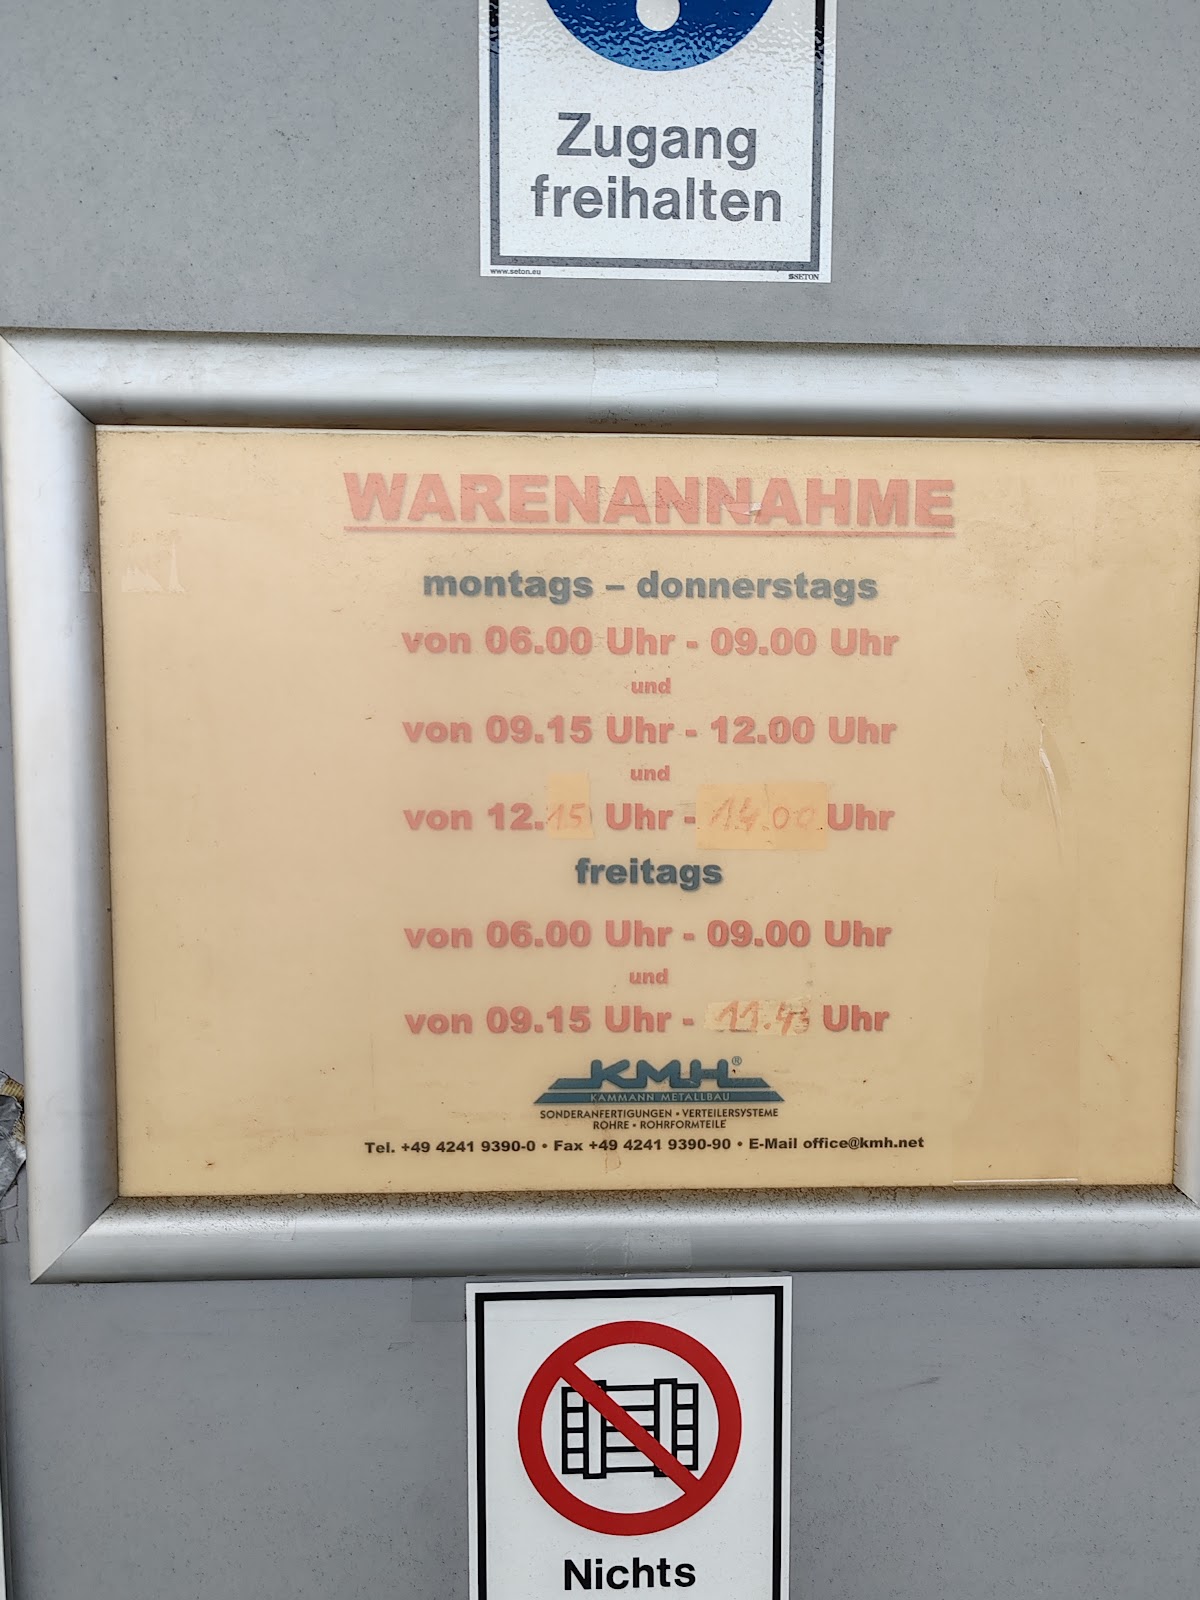 Zugang
freihalten
www.seton.eu
SETON
WARENANNAHME
montags – donnerstags
von 06.00 Uhr - 09.00 Uhr
und
von 09.15 Uhr - 12.00 Uhr
und
von 12.15 Uhr - 14.00 Uhr
freitags
von 06.00 Uhr - 09.00 Uhr
und
von 09.15 Uhr - Uhr
KMH®
KAMMANN METALLBAU
SONDERANFERTIGUNGEN • VERTEILERSYSTEME
ROHRE • ROHRFORMTEILE
Tel. +49 4241 9390-0 • Fax +49 4241 9390-90 • E-Mail office@kmh.net
Nichts